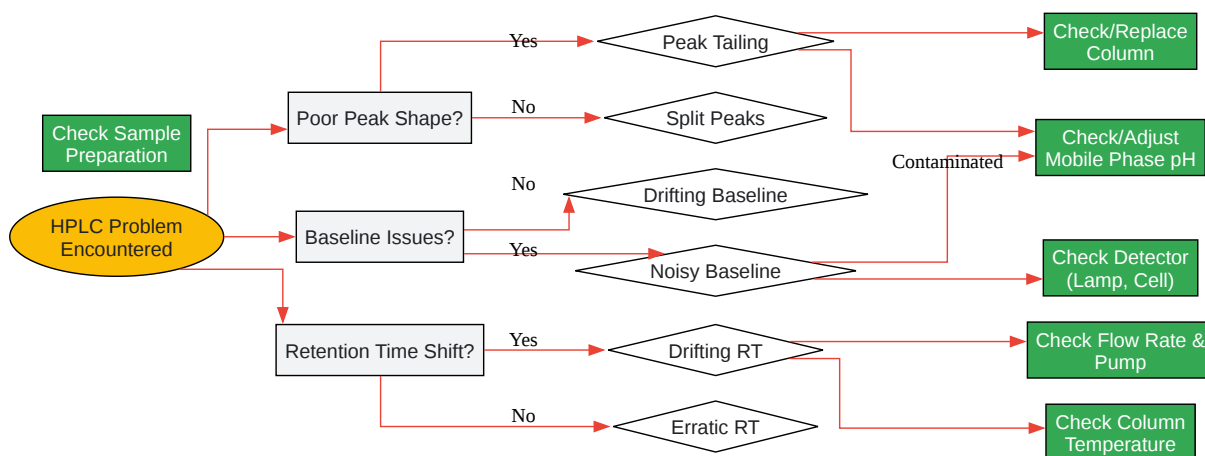 Yes
Peak Tailing
Check/Replace
Column
Poor Peak Shape?
No
Split Peaks
Check Sample
Preparation
Check/Adjust
Mobile Phase pH
Contaminated
No
Drifting Baseline
HPLC Problem
Encountered
Baseline Issues?
Yes
Noisy Baseline
Check Detector
(Lamp, Cell)
Retention Time Shift?
Yes
Drifting RT
Check Flow Rate &
Pump
No
Erratic RT
Check Column
Temperature